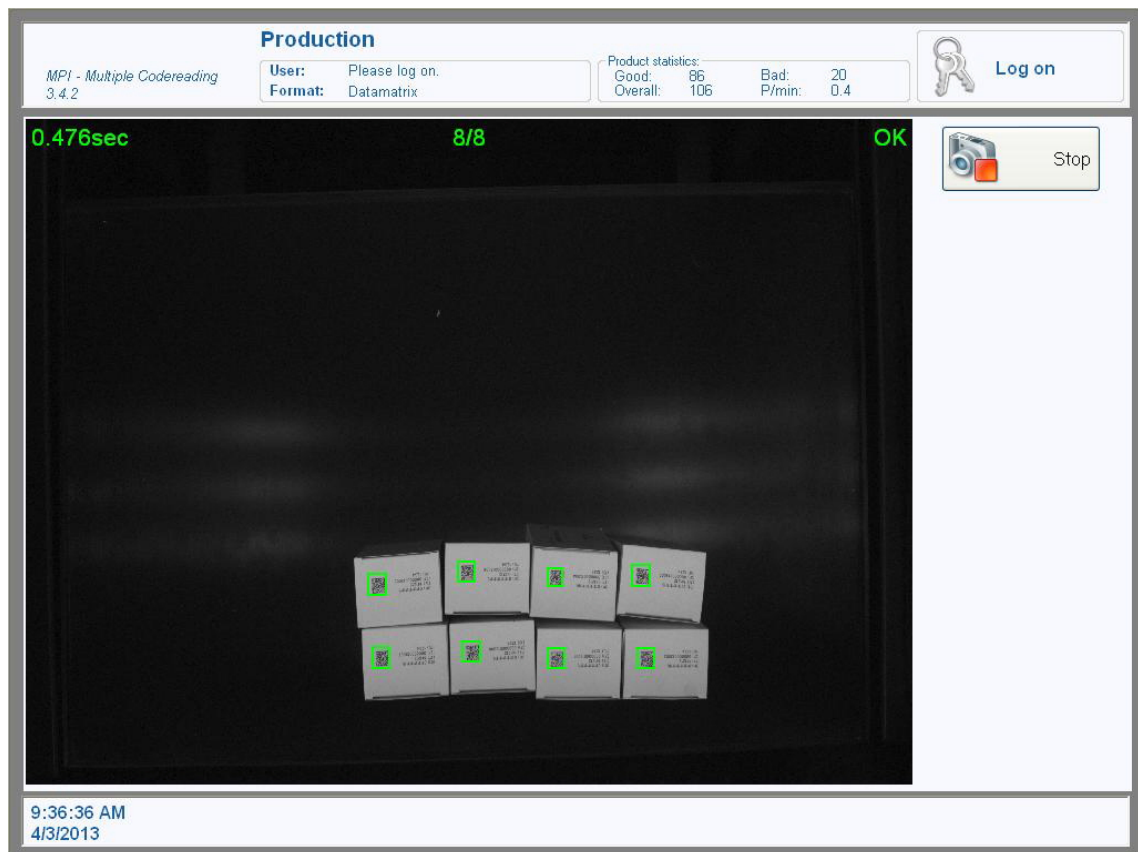 Production
MPI - Multiple Codereading
3.4.2
User: Please log on.
Format: Datamatrix
Product statistics:
Good: 86 Bad: 20
Overall: 106 P/min: 0.4
Log on
0.476sec 8/8 OK
Stop
9:36:36 AM
4/3/2013